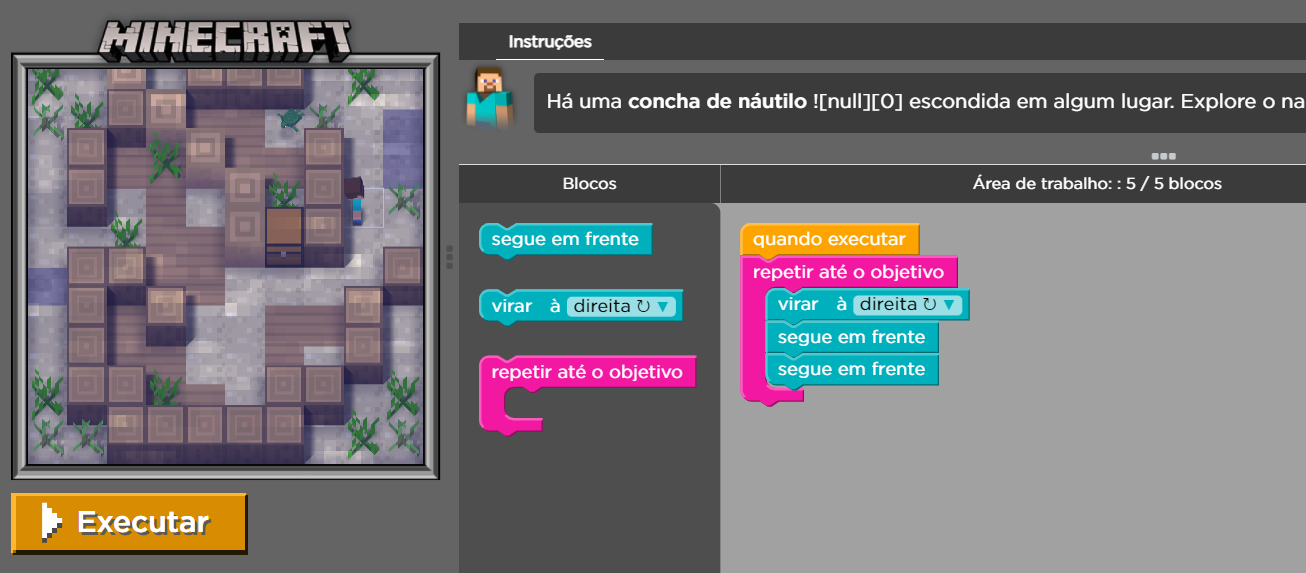 MINECRAFT
Instruções
Há uma concha de náutilo ![null][0] escondida em algum lugar. Explore o na
Blocos
Área de trabalho: : 5 / 5 blocos
segue em frente
virar à direita ↻ ▼
repetir até o objetivo
quando executar
repetir até o objetivo
virar à direita ↻ ▼
segue em frente
segue em frente
Executar